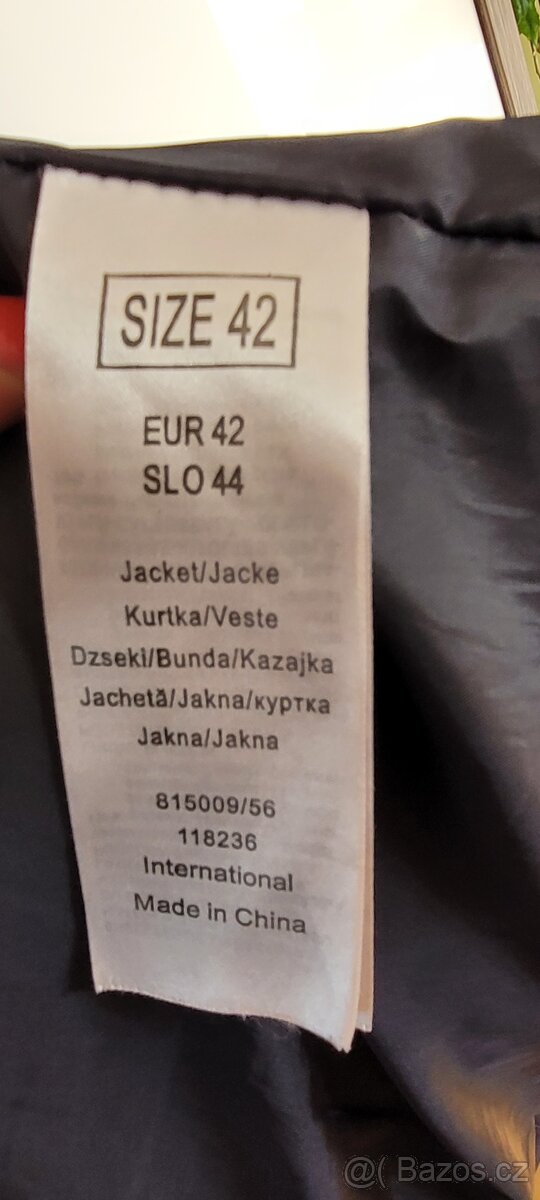 SIZE 42
EUR 42
SLO 44
Jacket/Jacke
Kurtka/Veste
Dzseki/Bunda/Kazajka
Jachetă/Jakna/куртка
Jakna/Jakna
815009/56
118236
International
Made in China
@( Bazos.cz